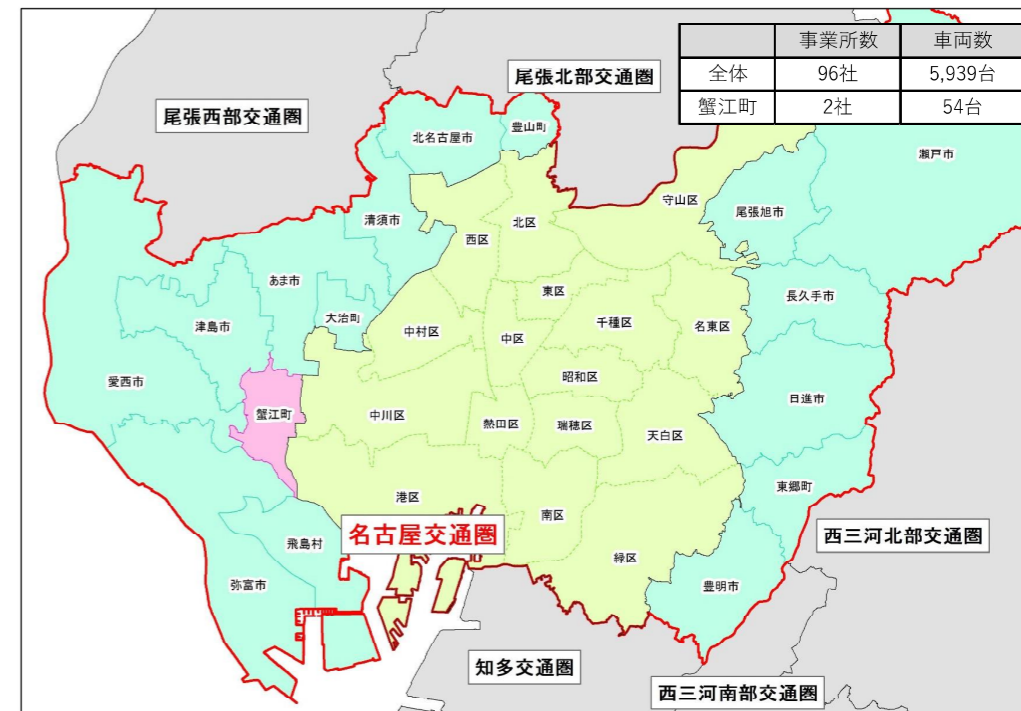 事業所数 車両数
全体 96社 5,939台
蟹江町 2社 54台
尾張北部交通圏
尾張西部交通圏
北名古屋市
豊山町
瀬戸市
守山区
尾張旭市
清須市
北区
西区
あま市
東区
長久手市
大治町
千種区
津島市
中村区
中区
名東区
昭和区
愛西市
日進市
蟹江町
中川区
熱田区
瑞穂区
天白区
東郷町
港区
南区
名古屋交通圏
西三河北部交通圏
飛島村
緑区
弥富市
豊明市
知多交通圏
西三河南部交通圏